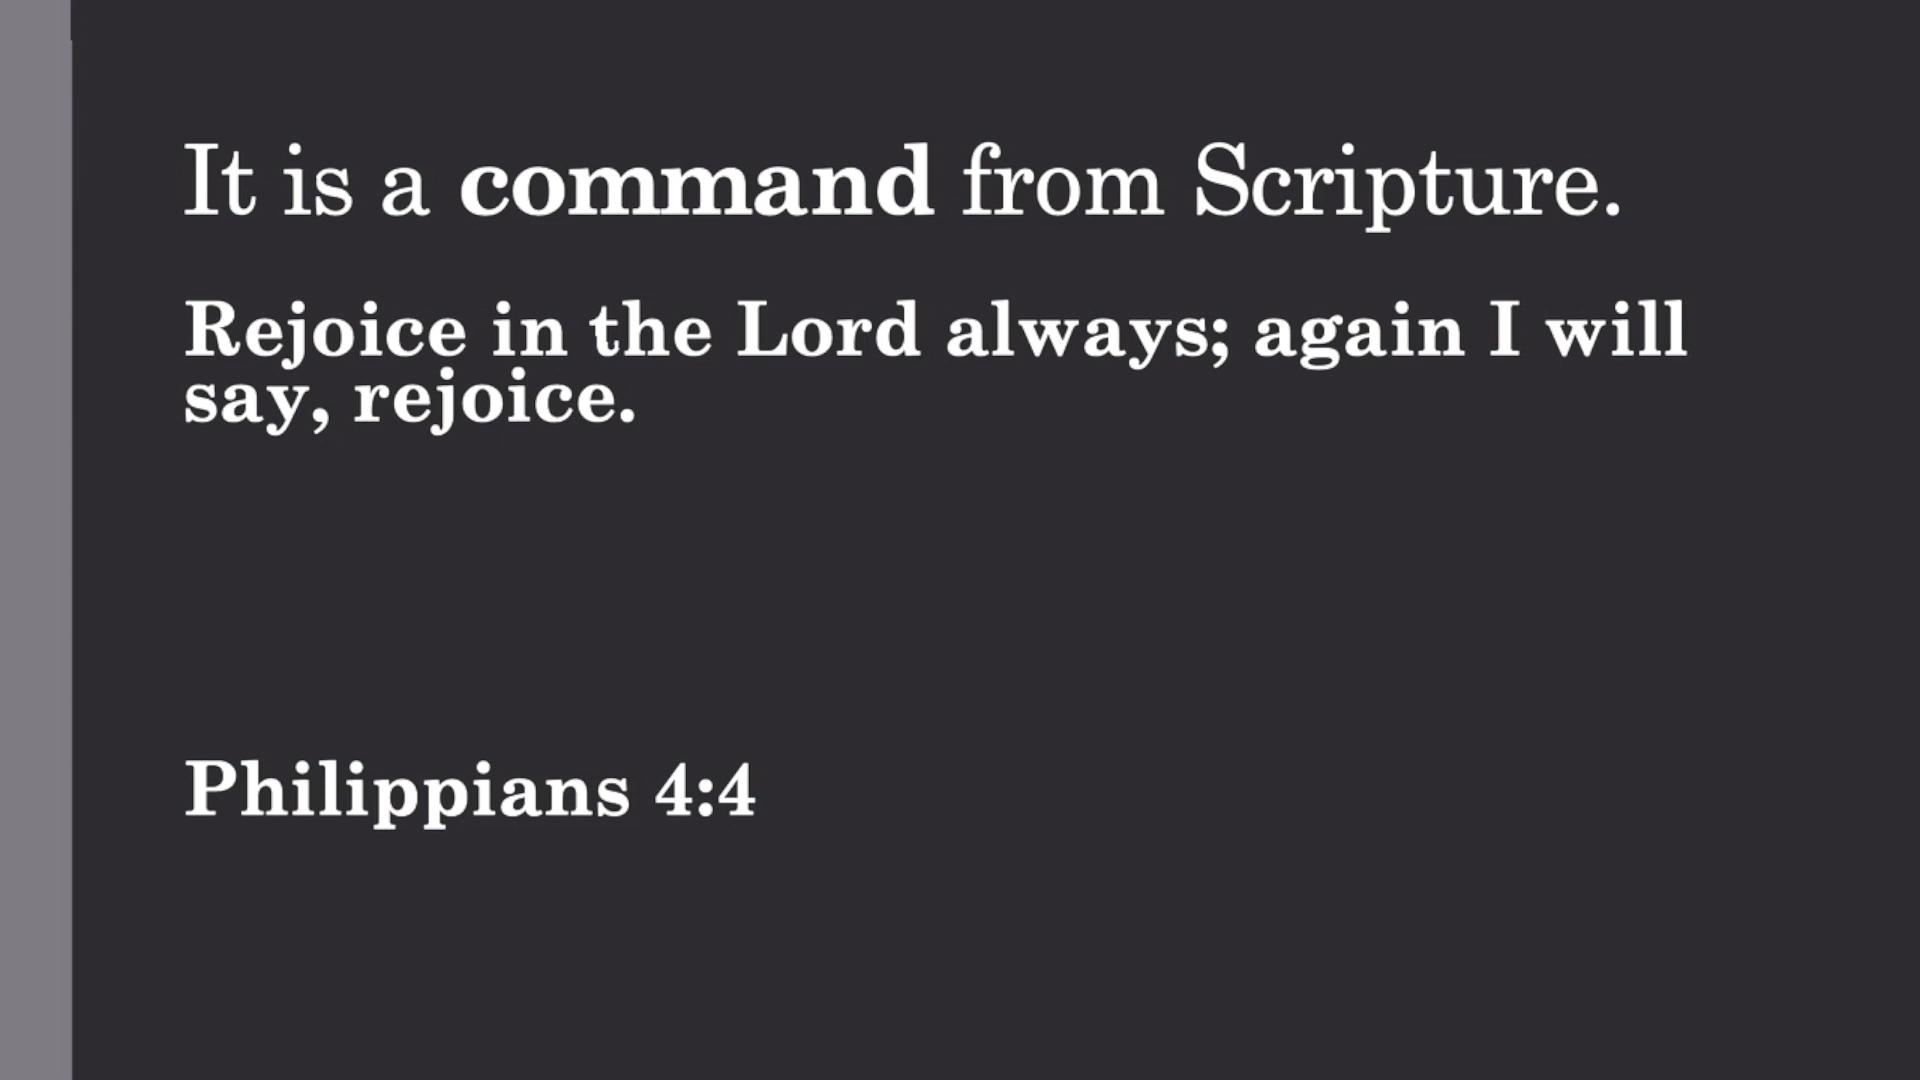 It is a command from Scripture.
Rejoice in the Lord always; again I will
say, rejoice.
Philippians 4:4